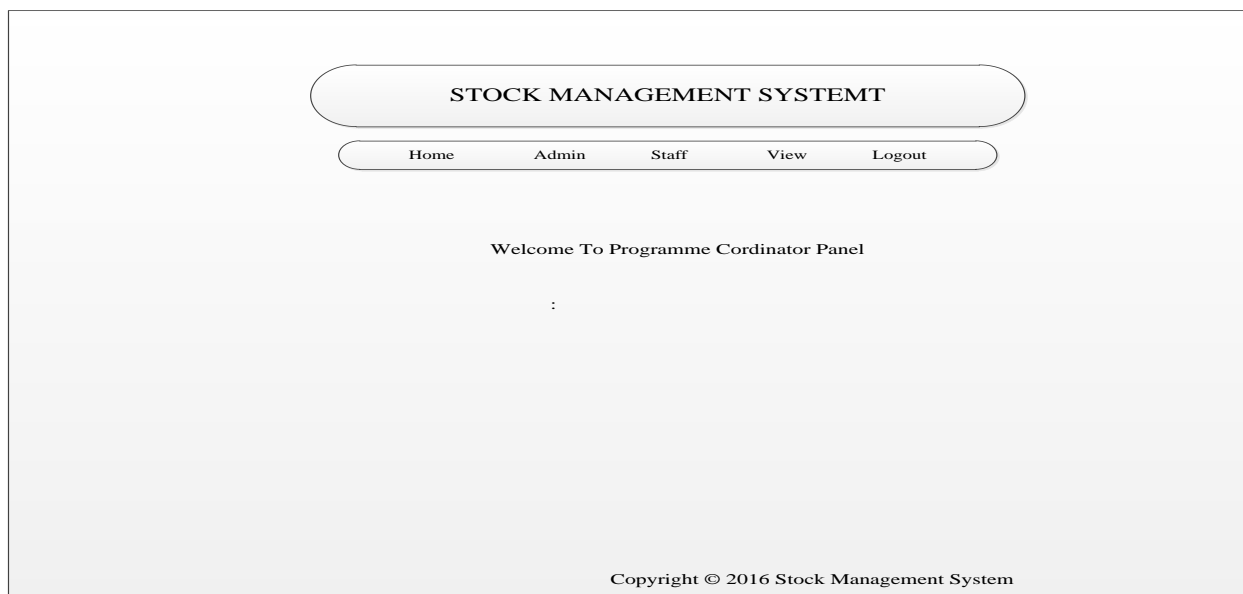 STOCK MANAGEMENT SYSTEMT
Home Admin Staff View Logout
Welcome To Programme Cordinator Panel
:
Copyright © 2016 Stock Management System